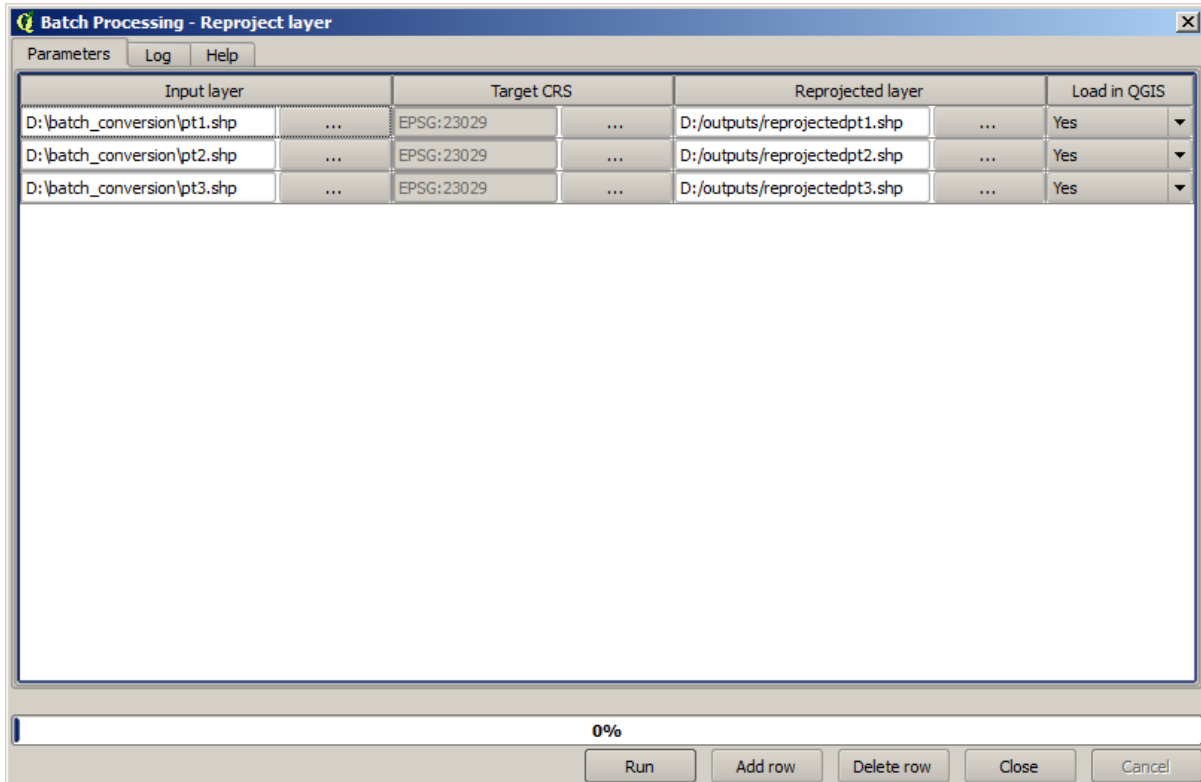 Batch Processing - Reproject layer
Parameters Log Help
Input layer Target CRS Reprojected layer Load in QGIS
D:\batch_conversion\pt1.shp ... EPSG:23029 ... D:/outputs/reprojectedpt1.shp ... Yes
D:\batch_conversion\pt2.shp ... EPSG:23029 ... D:/outputs/reprojectedpt2.shp ... Yes
D:\batch_conversion\pt3.shp ... EPSG:23029 ... D:/outputs/reprojectedpt3.shp ... Yes
0%
Run Add row Delete row Close Cancel